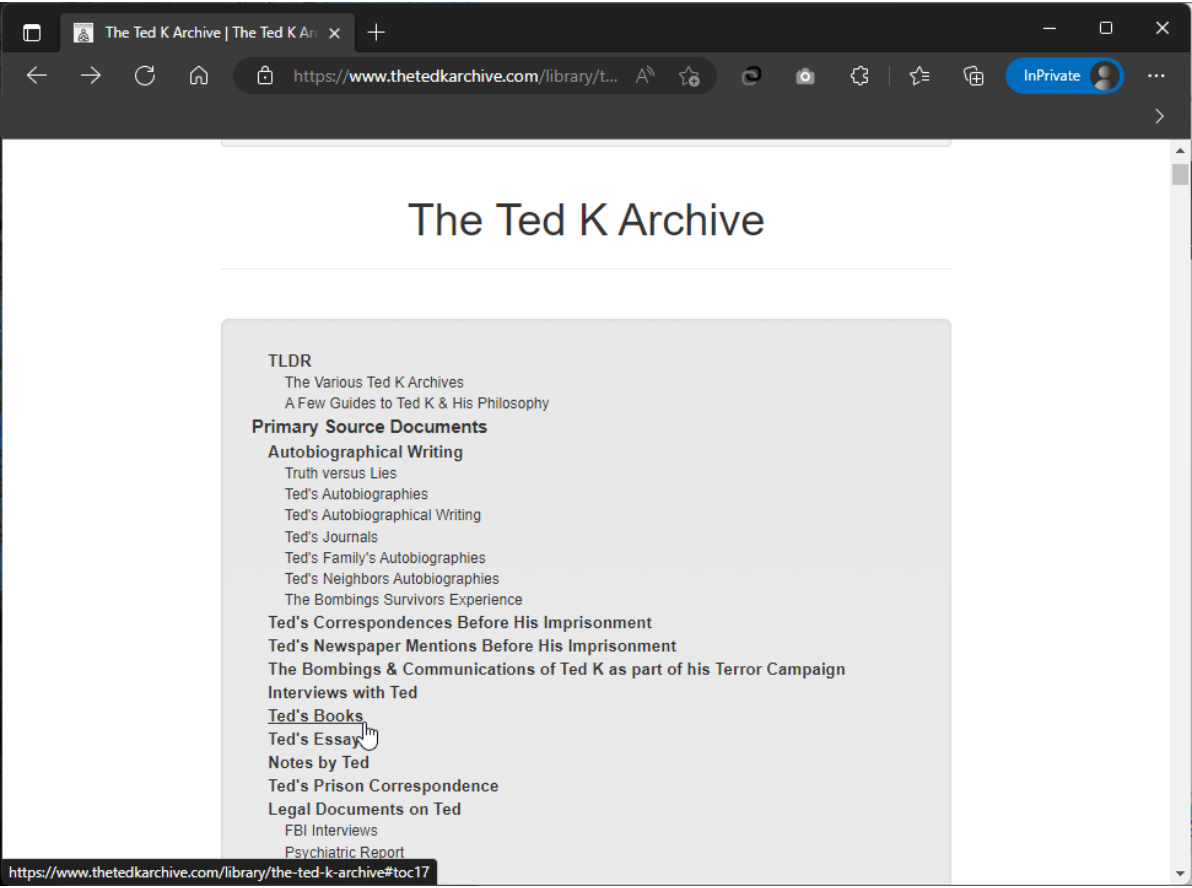 The Ted K Archive | The Ted K Arc
https://www.thetedkarchive.com/library/t...
InPrivate
The Ted K Archive
TLDR
The Various Ted K Archives
A Few Guides to Ted K & His Philosophy
Primary Source Documents
Autobiographical Writing
Truth versus Lies
Ted's Autobiographies
Ted's Autobiographical Writing
Ted's Journals
Ted's Family's Autobiographies
Ted's Neighbors Autobiographies
The Bombings Survivors Experience
Ted's Correspondences Before His Imprisonment
Ted's Newspaper Mentions Before His Imprisonment
The Bombings & Communications of Ted K as part of his Terror Campaign
Interviews with Ted
Ted's Books
Ted's Essay
Notes by Ted
Ted's Prison Correspondence
Legal Documents on Ted
FBI Interviews
Psychiatric Report
https://www.thetedkarchive.com/library/the-ted-k-archive#toc17